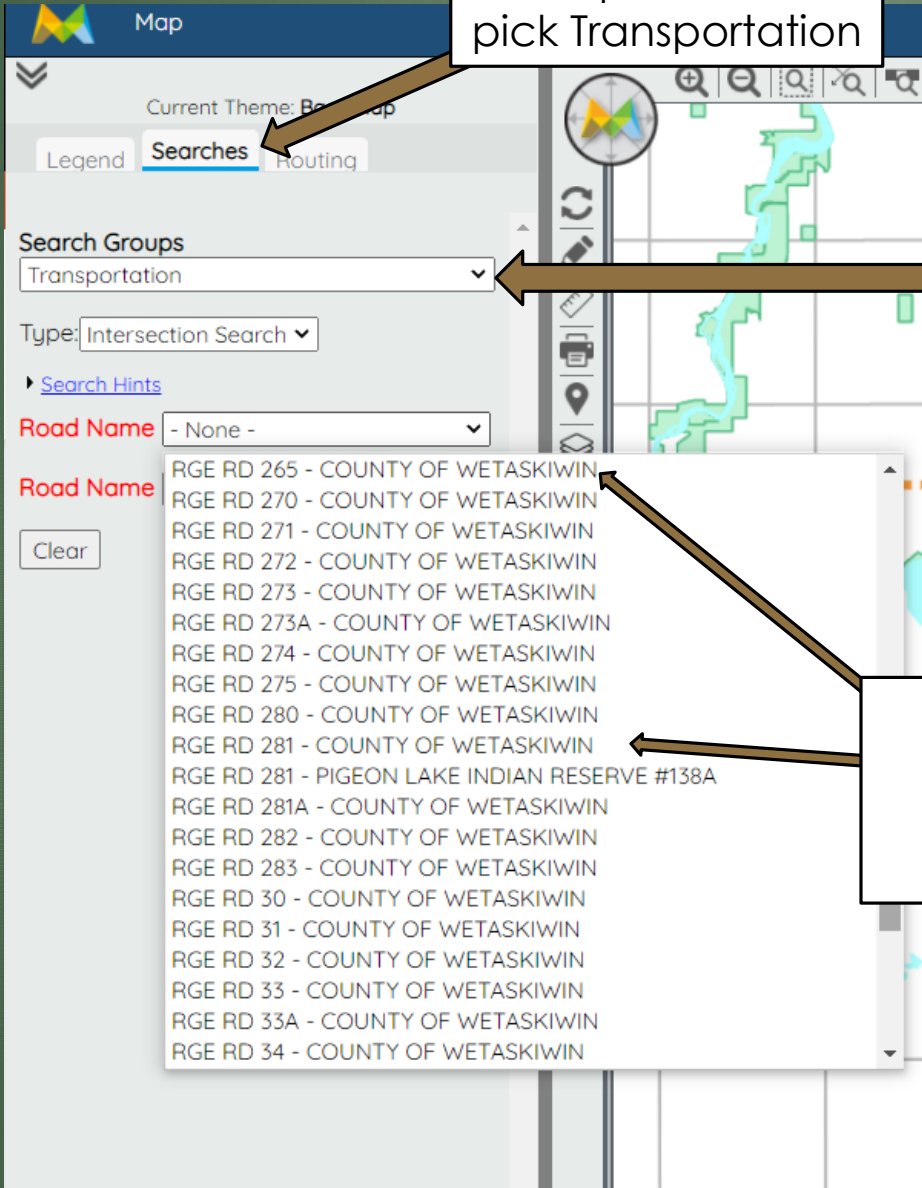 Map
pick Transportation
Current Theme: Map
Legend Searches Routing
Search Groups
Transportation
Type: Intersection Search
Search Hints
Road Name - None -
Road Name
Clear
RGE RD 265 - COUNTY OF WETASKIWIN
RGE RD 270 - COUNTY OF WETASKIWIN
RGE RD 271 - COUNTY OF WETASKIWIN
RGE RD 272 - COUNTY OF WETASKIWIN
RGE RD 273 - COUNTY OF WETASKIWIN
RGE RD 273A - COUNTY OF WETASKIWIN
RGE RD 274 - COUNTY OF WETASKIWIN
RGE RD 275 - COUNTY OF WETASKIWIN
RGE RD 280 - COUNTY OF WETASKIWIN
RGE RD 281 - COUNTY OF WETASKIWIN
RGE RD 281 - PIGEON LAKE INDIAN RESERVE #138A
RGE RD 281A - COUNTY OF WETASKIWIN
RGE RD 282 - COUNTY OF WETASKIWIN
RGE RD 283 - COUNTY OF WETASKIWIN
RGE RD 30 - COUNTY OF WETASKIWIN
RGE RD 31 - COUNTY OF WETASKIWIN
RGE RD 32 - COUNTY OF WETASKIWIN
RGE RD 33 - COUNTY OF WETASKIWIN
RGE RD 33A - COUNTY OF WETASKIWIN
RGE RD 34 - COUNTY OF WETASKIWIN